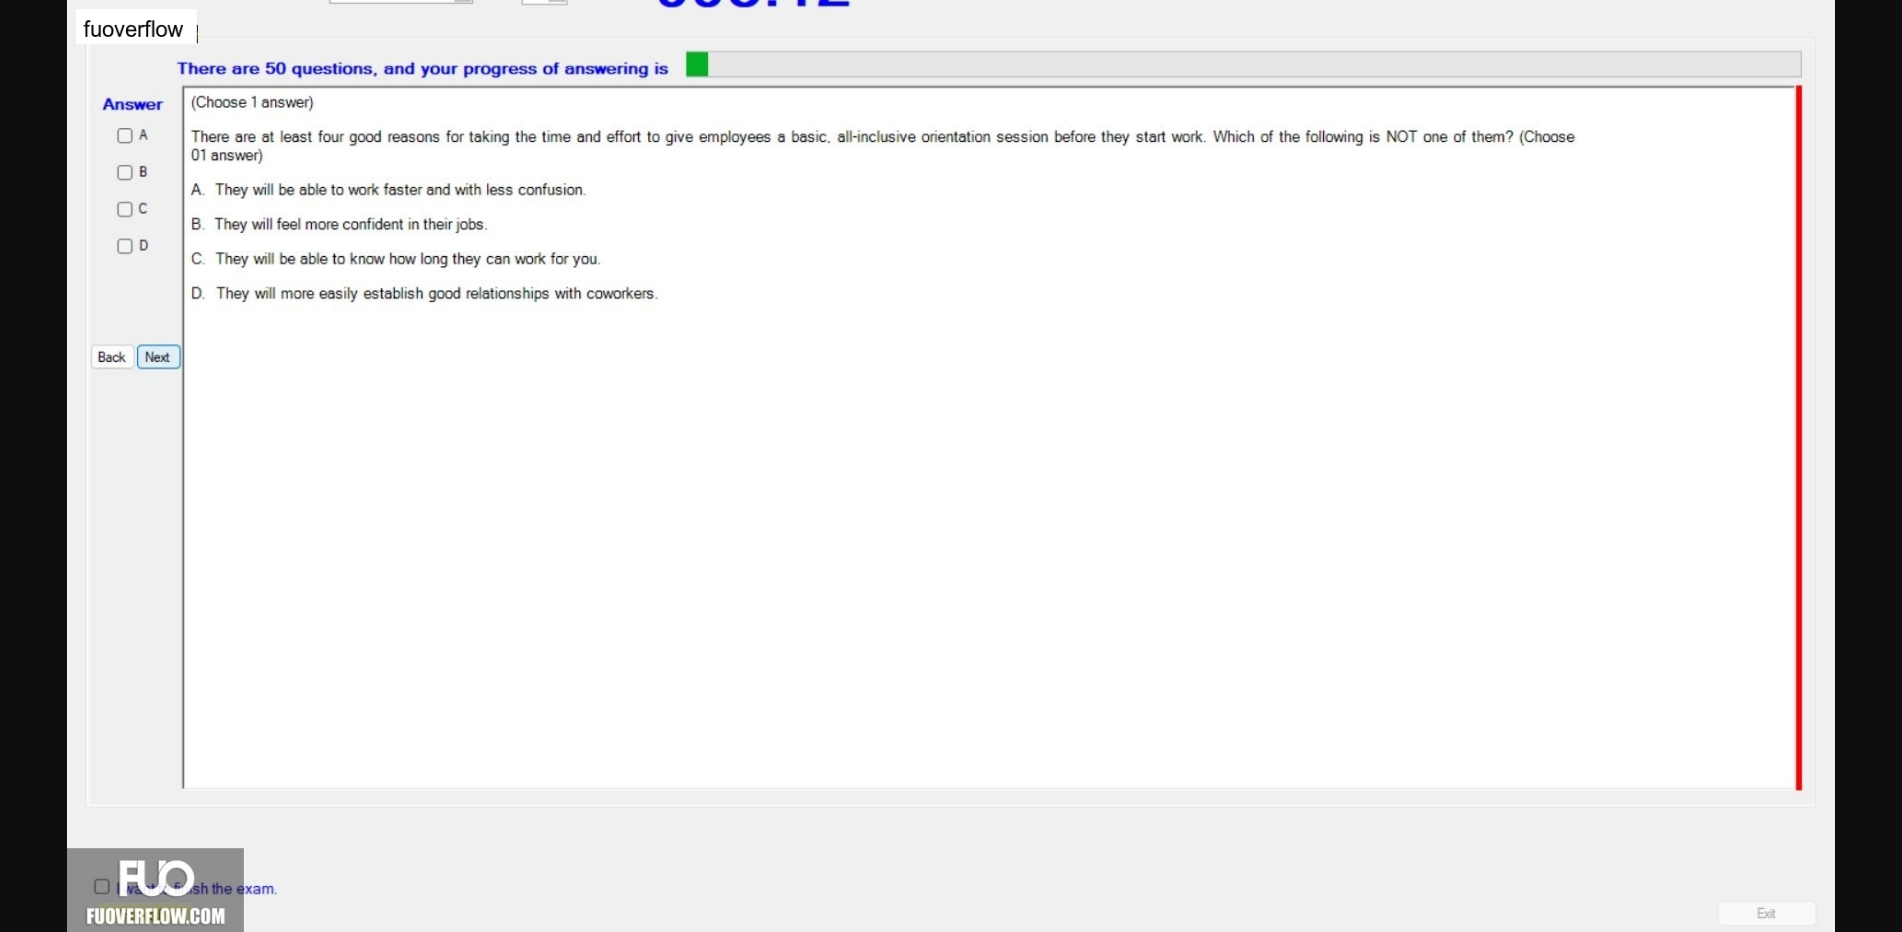 fuoverflow
There are 50 questions, and your progress of answering is
Answer
(Choose 1 answer)
A
There are at least four good reasons for taking the time and effort to give employees a basic, all-inclusive orientation session before they start work. Which of the following is NOT one of them? (Choose
01 answer)
B
A. They will be able to work faster and with less confusion.
C
B. They will feel more confident in their jobs.
D
C. They will be able to know how long they can work for you.
D. They will more easily establish good relationships with coworkers.
Back Next
FUO
I want finish the exam.
FUOVERFLOW.COM
Exit